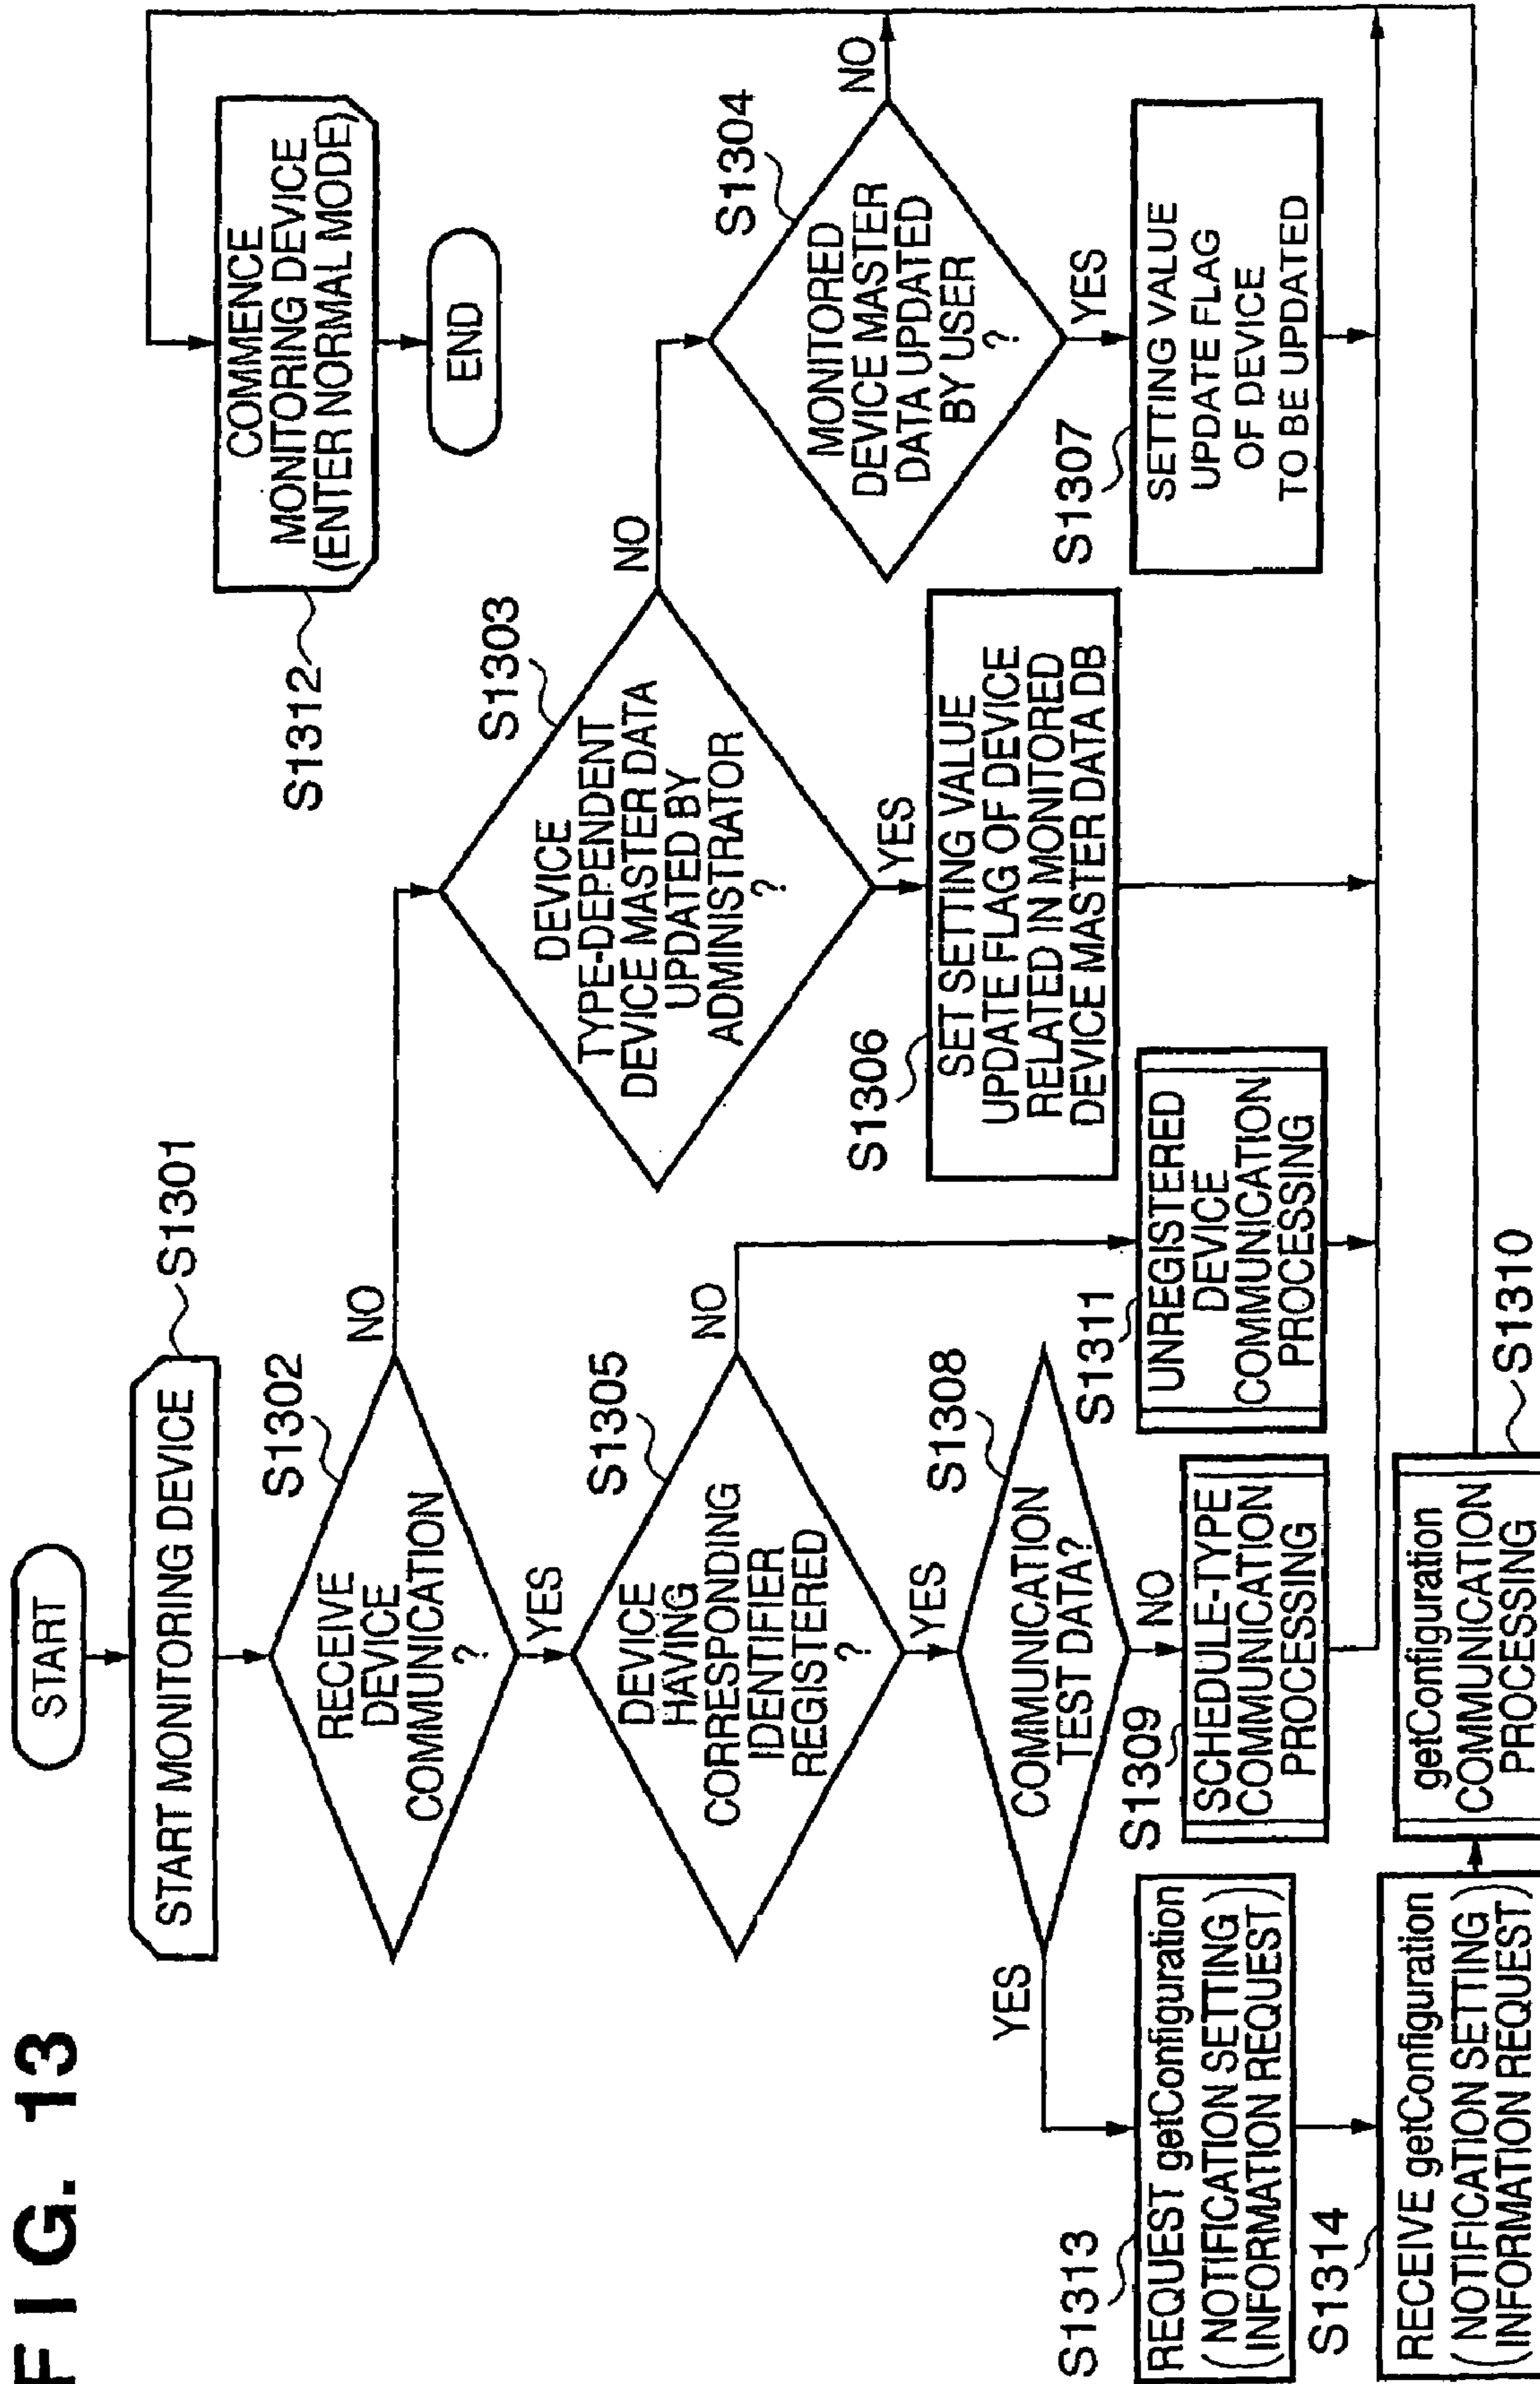 FIG. 13
START
START MONITORING DEVICE
S1301
S1302
RECEIVE
DEVICE
COMMUNICATION
?
NO
YES
S1305
DEVICE
HAVING
CORRESPONDING
IDENTIFIER
REGISTERED
?
NO
YES
S1308
COMMUNICATION
TEST DATA?
YES
NO
S1309
SCHEDULE-TYPE
COMMUNICATION
PROCESSING
S1311
UNREGISTERED
DEVICE
COMMUNICATION
PROCESSING
S1313
REQUEST getConfiguration
(NOTIFICATION SETTING
INFORMATION REQUEST)
S1314
RECEIVE getConfiguration
(NOTIFICATION SETTING
INFORMATION REQUEST)
getConfiguration
COMMUNICATION
PROCESSING
S1310
S1303
DEVICE
TYPE-DEPENDENT
DEVICE MASTER DATA
UPDATED BY
ADMINISTRATOR
?
NO
YES
S1306
SET SETTING VALUE
UPDATE FLAG OF DEVICE
RELATED IN MONITORED
DEVICE MASTER DATA DB
S1304
MONITORED
DEVICE MASTER
DATA UPDATED
BY USER
?
NO
YES
S1307
SETTING VALUE
UPDATE FLAG
OF DEVICE
TO BE UPDATED
S1312
COMMENCE
MONITORING DEVICE
(ENTER NORMAL MODE)
END